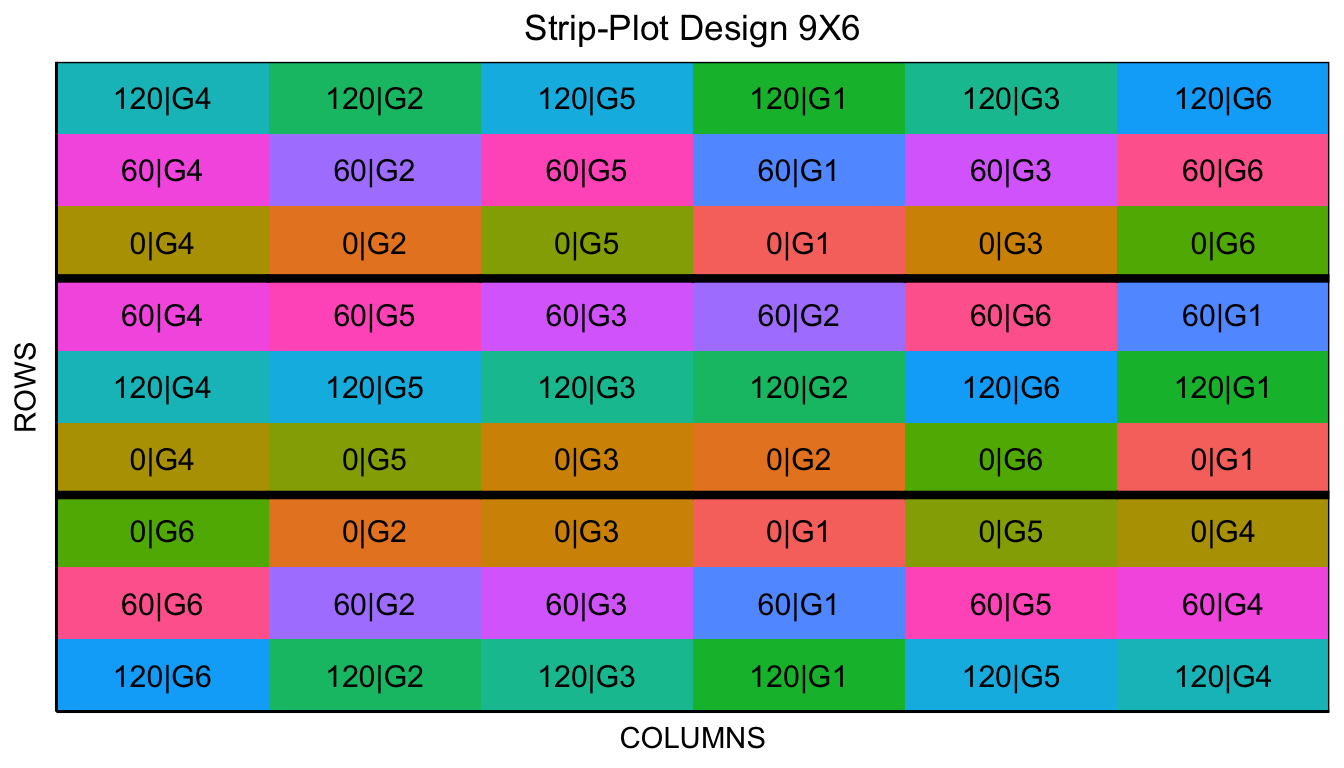 Strip-Plot Design 9X6
120|G4 120|G2 120|G5 120|G1 120|G3 120|G6
60|G4 60|G2 60|G5 60|G1 60|G3 60|G6
0|G4 0|G2 0|G5 0|G1 0|G3 0|G6
60|G4 60|G5 60|G3 60|G2 60|G6 60|G1
120|G4 120|G5 120|G3 120|G2 120|G6 120|G1
0|G4 0|G5 0|G3 0|G2 0|G6 0|G1
0|G6 0|G2 0|G3 0|G1 0|G5 0|G4
60|G6 60|G2 60|G3 60|G1 60|G5 60|G4
120|G6 120|G2 120|G3 120|G1 120|G5 120|G4
ROWS
COLUMNS